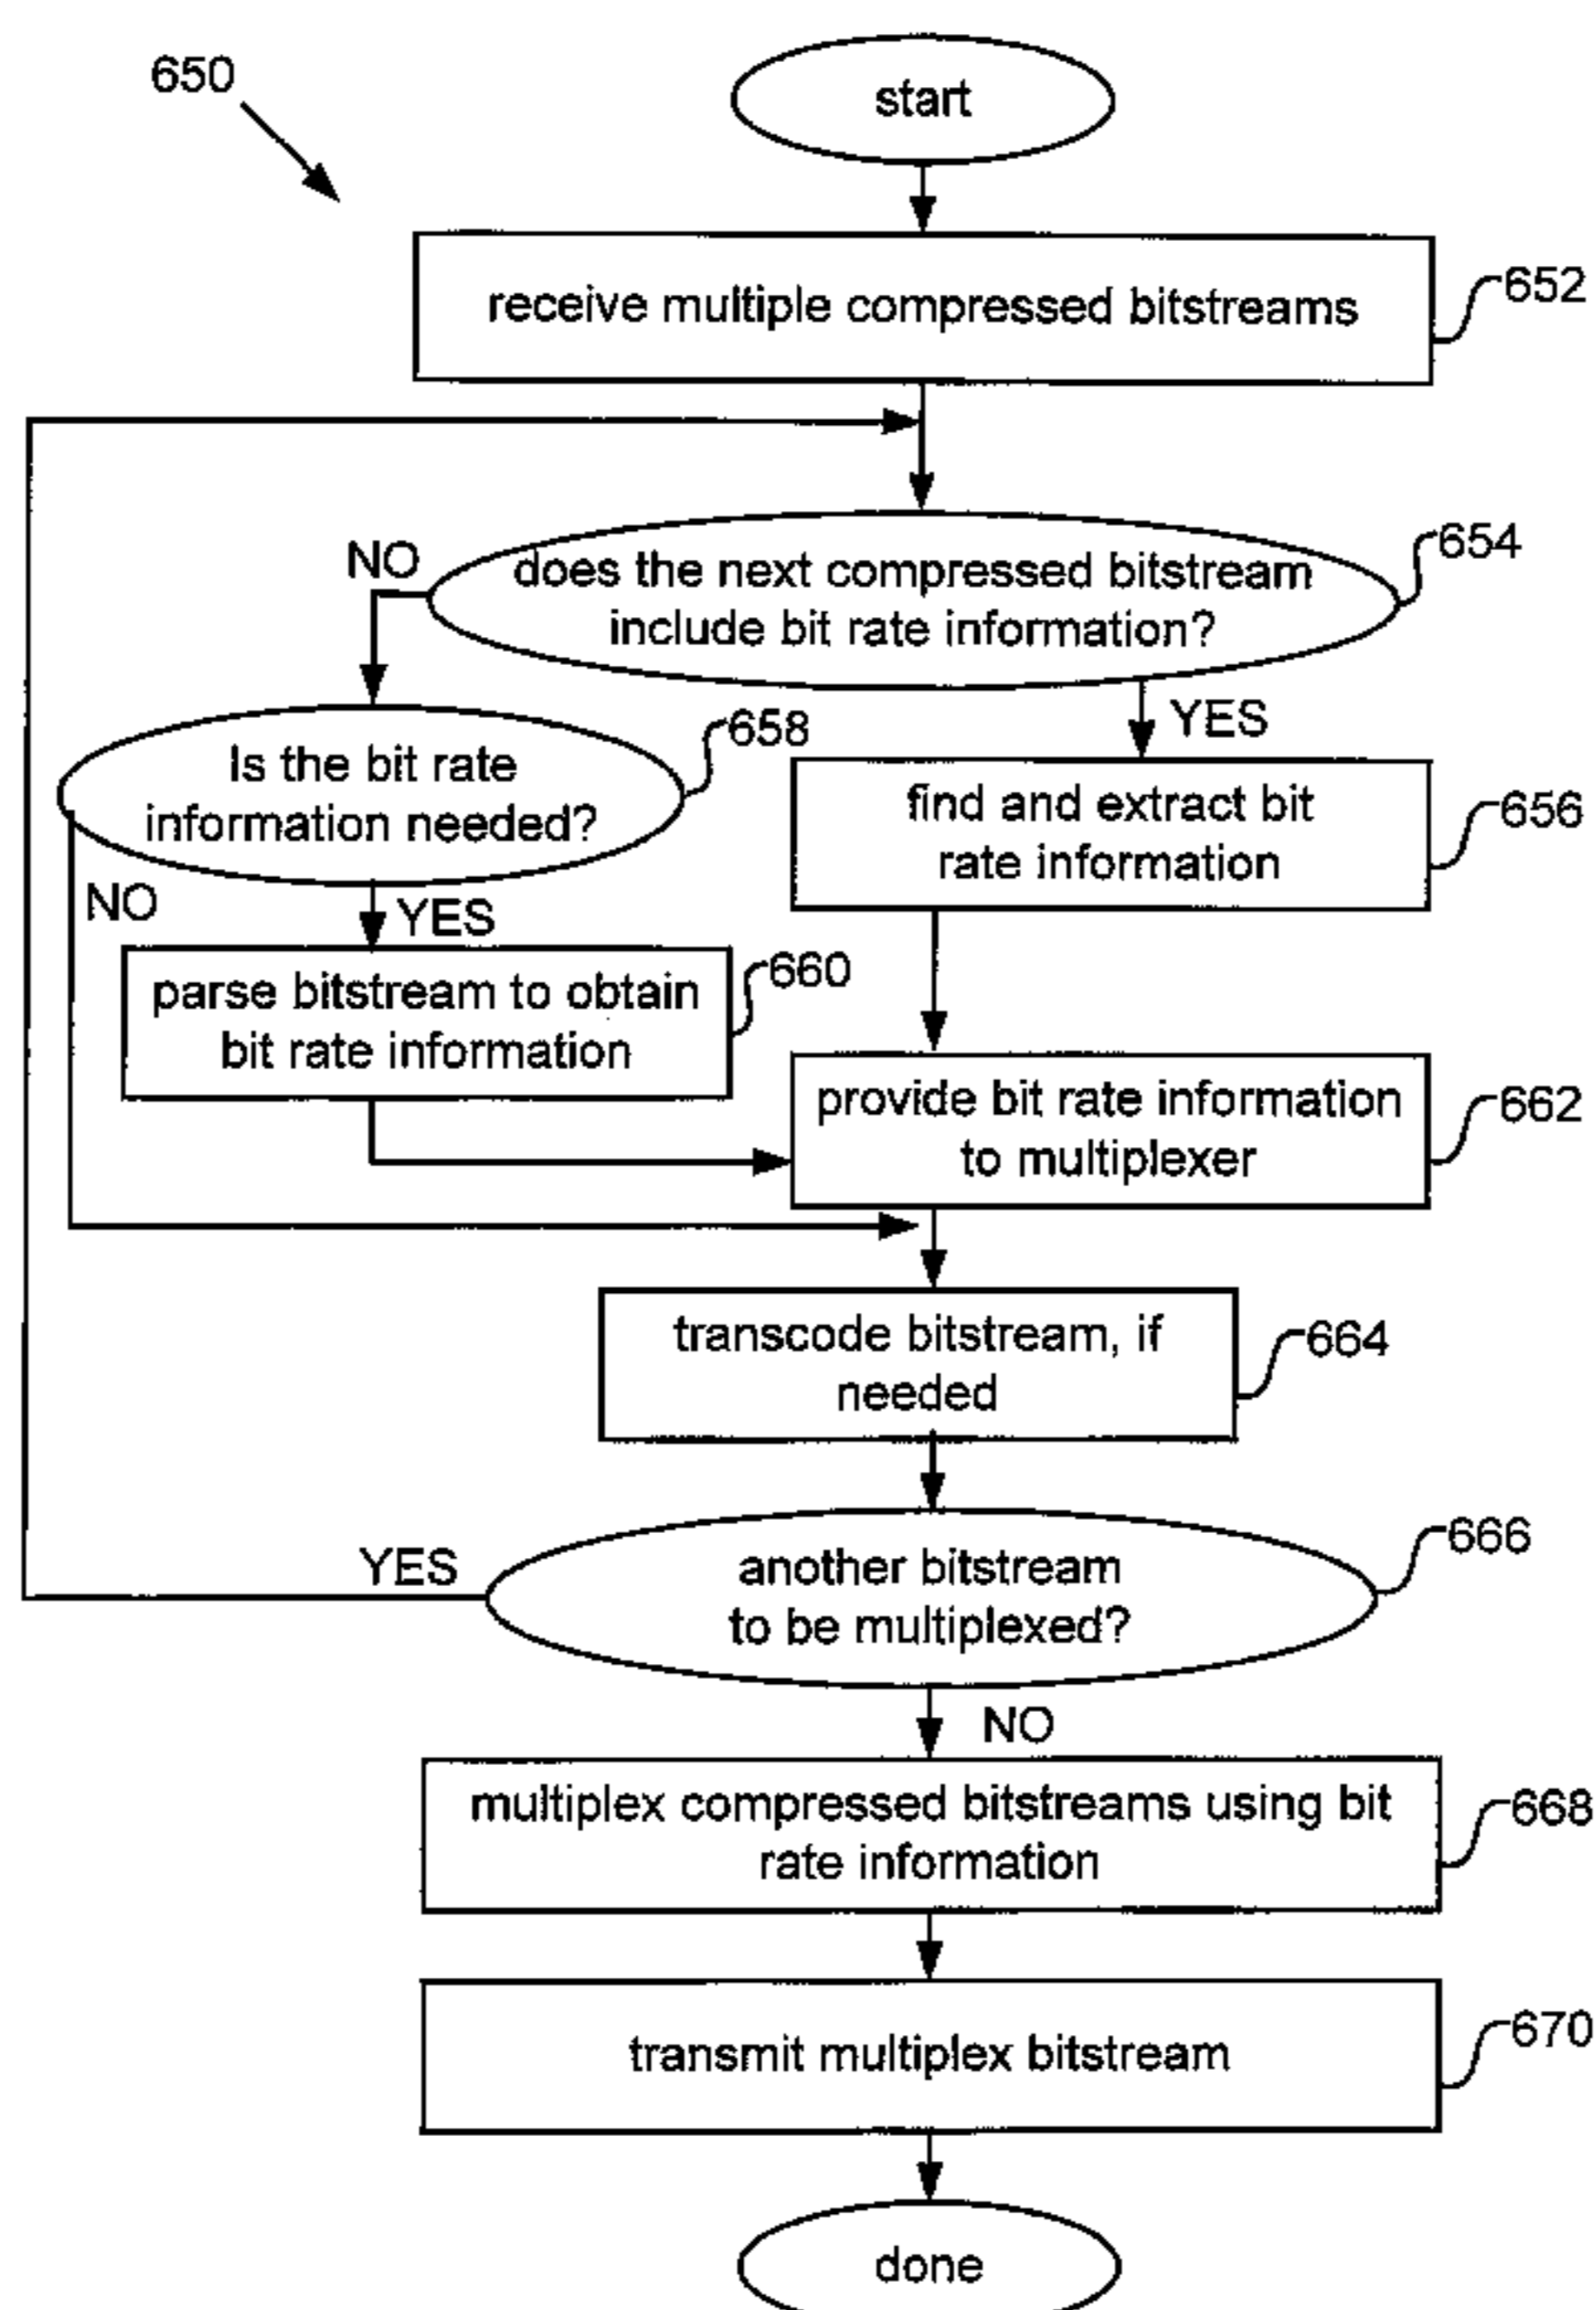 650
start
receive multiple compressed bitstreams
652
does the next compressed bitstream
include bit rate information?
654
NO
YES
Is the bit rate
information needed?
658
find and extract bit
rate information
656
NO
YES
parse bitstream to obtain
bit rate information
660
provide bit rate information
to multiplexer
662
transcode bitstream, if
needed
664
another bitstream
to be multiplexed?
666
YES
NO
multiplex compressed bitstreams using bit
rate information
668
transmit multiplex bitstream
670
done